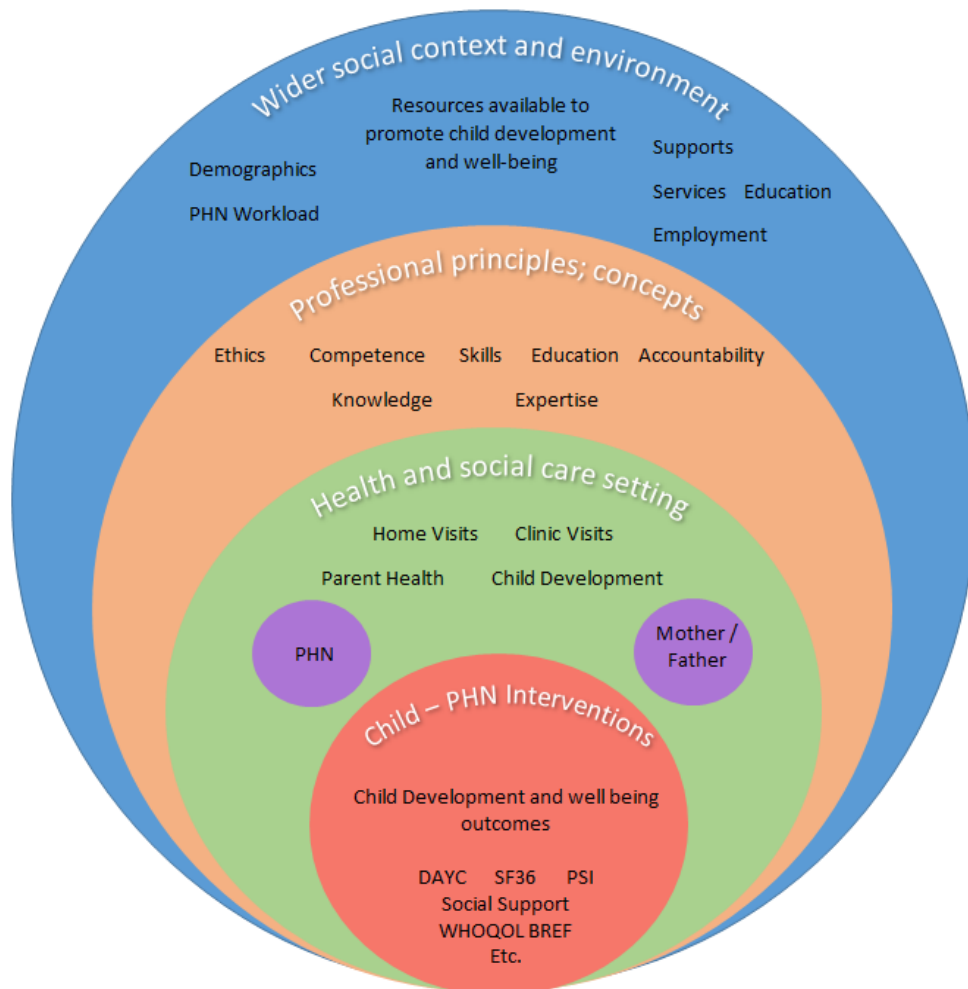 Wider social context and environment
Resources available to
promote child development
and well-being
Demographics
PHN Workload
Supports
Services Education
Employment
Professional principles; concepts
Ethics Competence Skills Education Accountability
Knowledge Expertise
Health and social care setting
Home Visits Clinic Visits
Parent Health Child Development
PHN
Mother /
Father
Child – PHN Interventions
Child Development and well being
outcomes
DAYC SF36 PSI
Social Support
WHOQOL BREF
Etc.